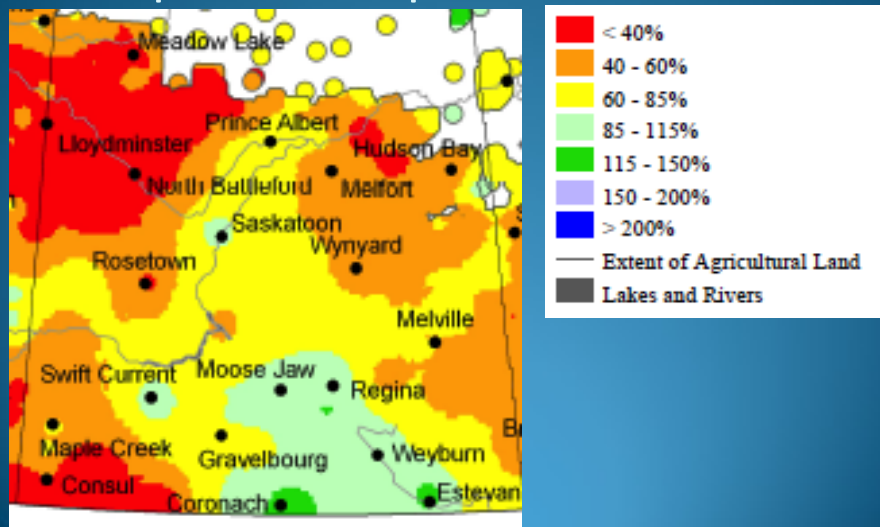 Meadow Lake
Prince Albert
Lloydminster
Hudson Bay
North Battleford
Melfort
Saskatoon
Wynyard
Rosetown
Melville
Swift Current
Moose Jaw
Regina
Maple Creek
Gravelbourg
Weyburn
Consul
Coronach
Estevan
< 40%
40 - 60%
60 - 85%
85 - 115%
115 - 150%
150 - 200%
> 200%
Extent of Agricultural Land
Lakes and Rivers